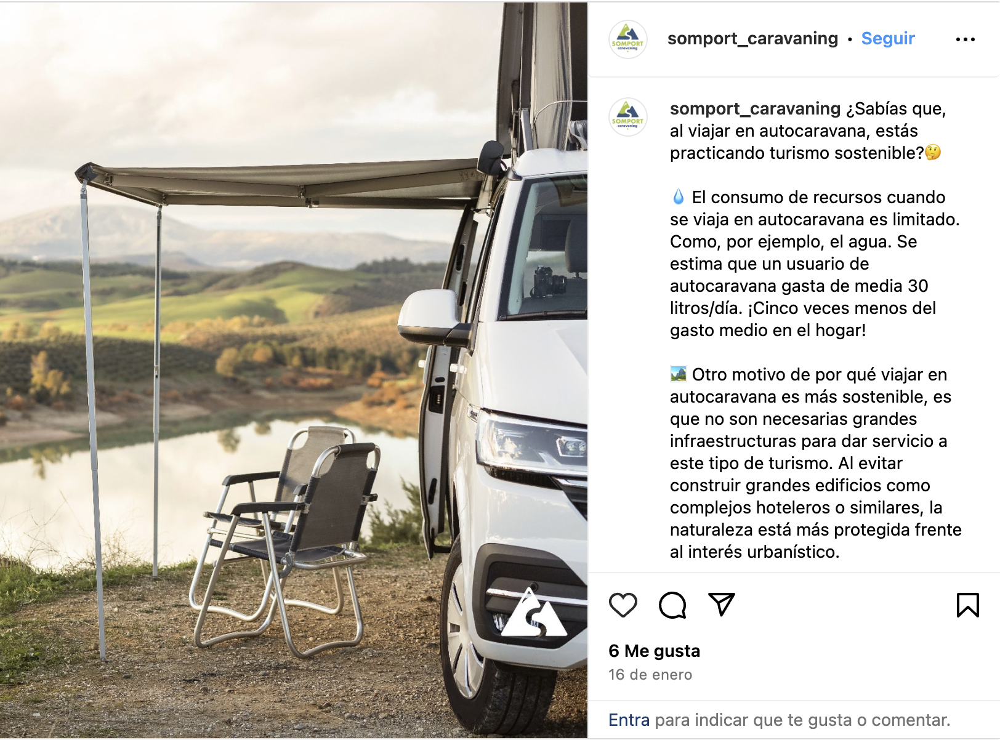 SOMPORT
caravaning
somport_caravaning • Seguir
SOMPORT
caravaning
somport_caravaning ¿Sabías que,
al viajar en autocaravana, estás
practicando turismo sostenible?🤔
💧 El consumo de recursos cuando
se viaja en autocaravana es limitado.
Como, por ejemplo, el agua. Se
estima que un usuario de
autocaravana gasta de media 30
litros/día. ¡Cinco veces menos del
gasto medio en el hogar!
🏞️ Otro motivo de por qué viajar en
autocaravana es más sostenible, es
que no son necesarias grandes
infraestructuras para dar servicio a
este tipo de turismo. Al evitar
construir grandes edificios como
complejos hoteleros o similares, la
naturaleza está más protegida frente
al interés urbanístico.
6 Me gusta
16 de enero
Entra para indicar que te gusta o comentar.